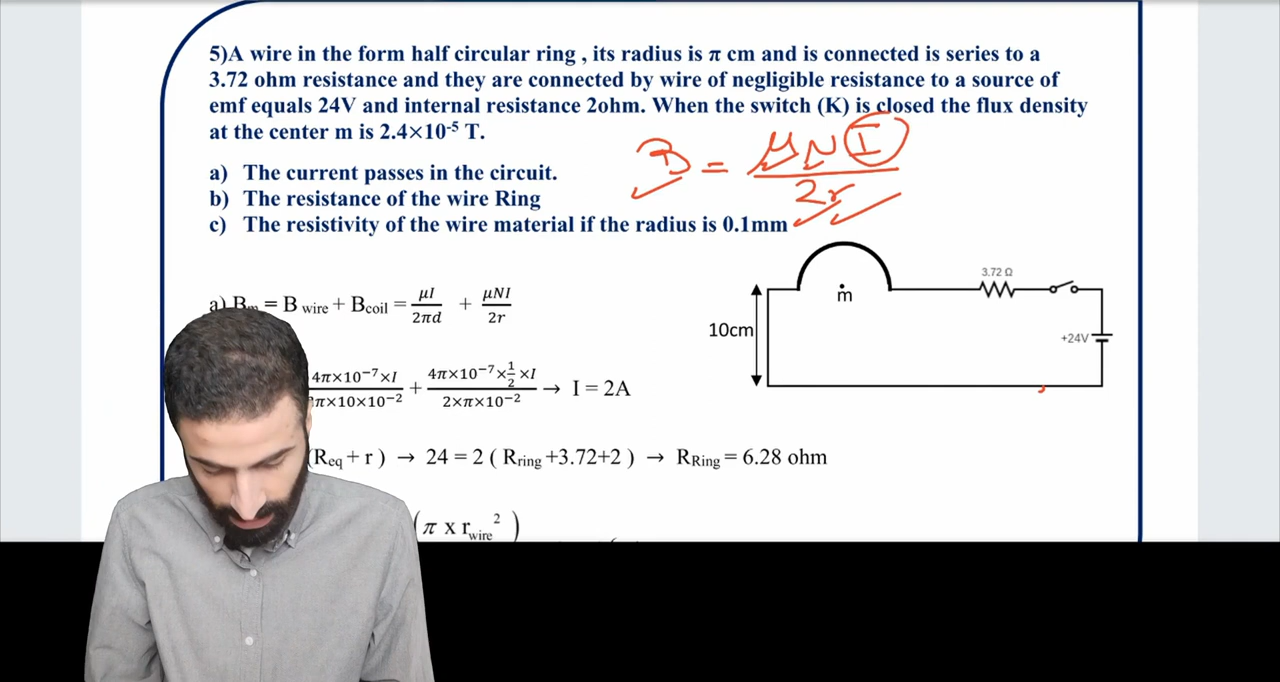 5)A wire in the form half circular ring , its radius is π cm and is connected is series to a
3.72 ohm resistance and they are connected by wire of negligible resistance to a source of
emf equals 24V and internal resistance 2ohm. When the switch (K) is closed the flux density
at the center m is 2.4×10⁻⁵ T.
a) The current passes in the circuit.
b) The resistance of the wire Ring
c) The resistivity of the wire material if the radius is 0.1mm
B = μNI / 2r
a) Bₘ = B wire + Bcoil = μI / 2πd + μNI / 2r
3.72 Ω
m
10cm
+24V
4π×10⁻⁷×I / π×10×10⁻² + 4π×10⁻⁷×½×I / 2×π×10⁻² → I = 2A
(Req + r ) → 24 = 2 ( Rring +3.72+2 ) → RRing = 6.28 ohm
(π x rwire²)